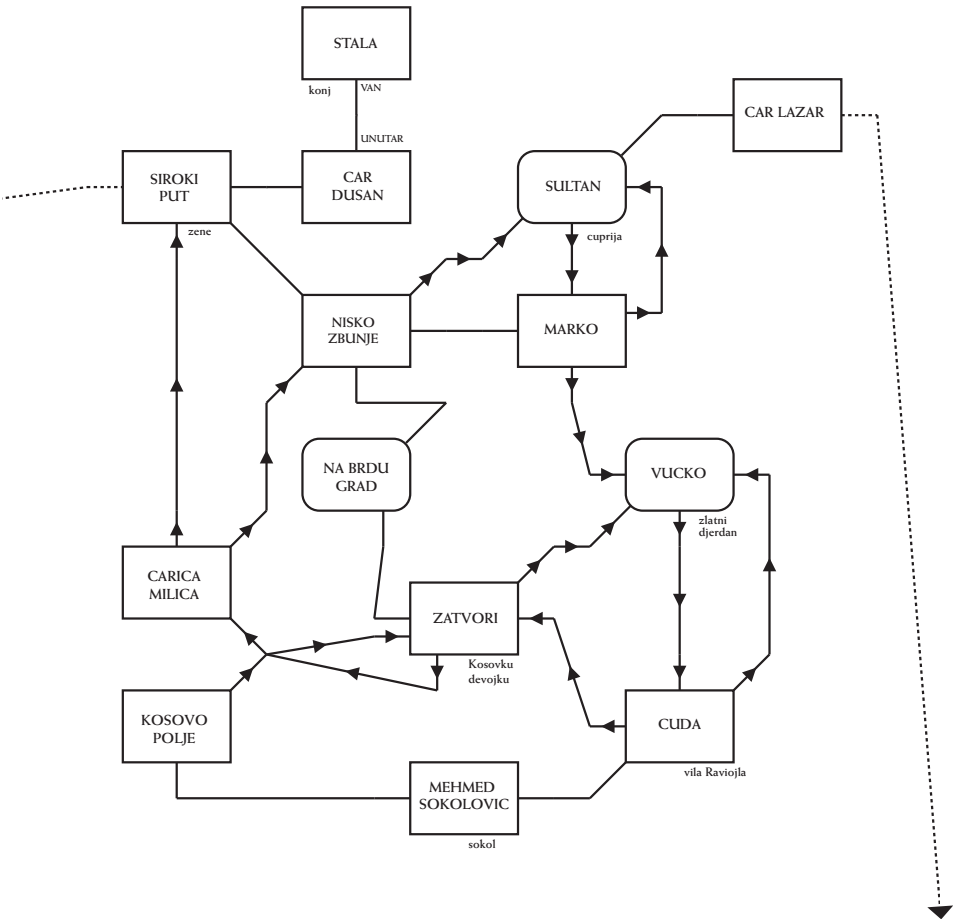 STALA
konj
VAN
UNUTAR
CAR LAZAR
SIROKI
PUT
CAR
DUSAN
SULTAN
zene
cuprija
NISKO
ZBUNJE
MARKO
NA BRDU
GRAD
VUCKO
zlatni
djerdan
CARICA
MILICA
ZATVORI
Kosovku
devojku
KOSOVO
POLJE
CUDA
vila Raviojla
MEHMED
SOKOLOVIC
sokol